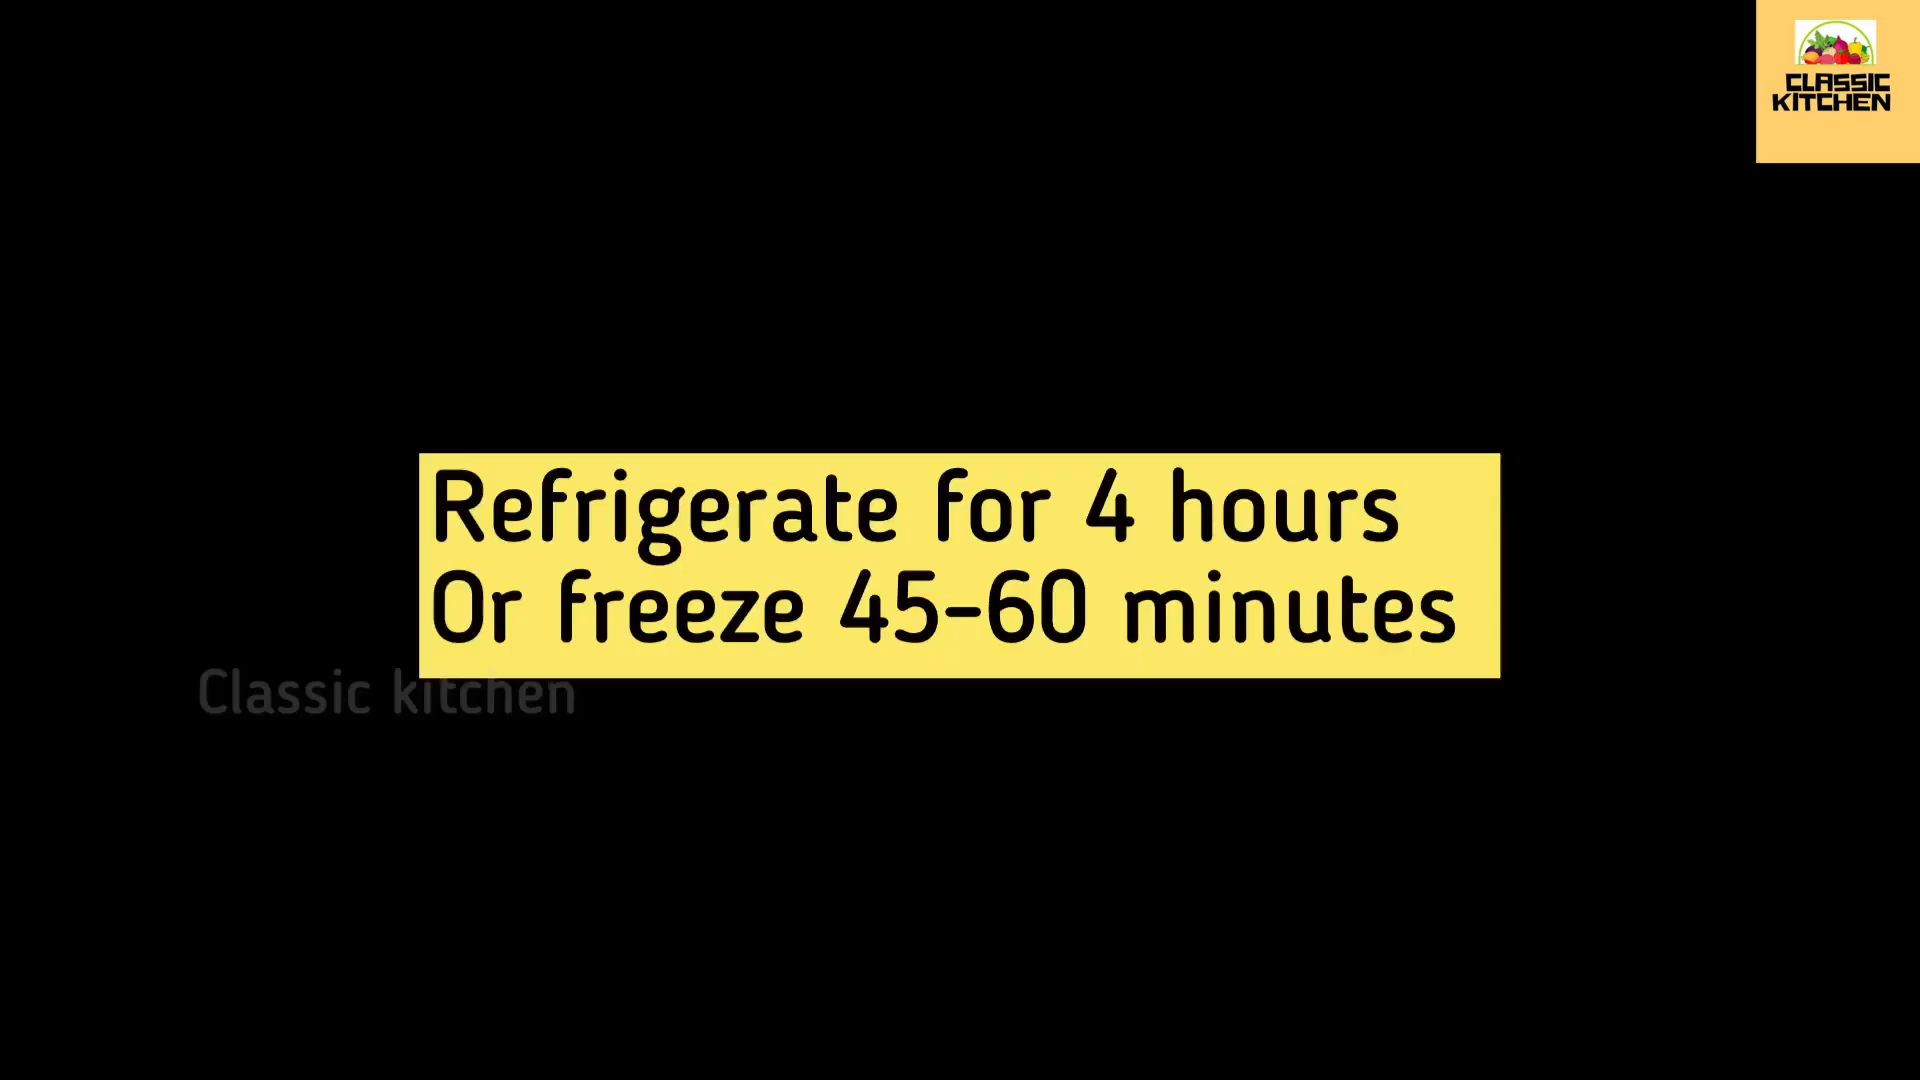 CLASSIC
KITCHEN
Refrigerate for 4 hours
Or freeze 45-60 minutes
Classic kitchen